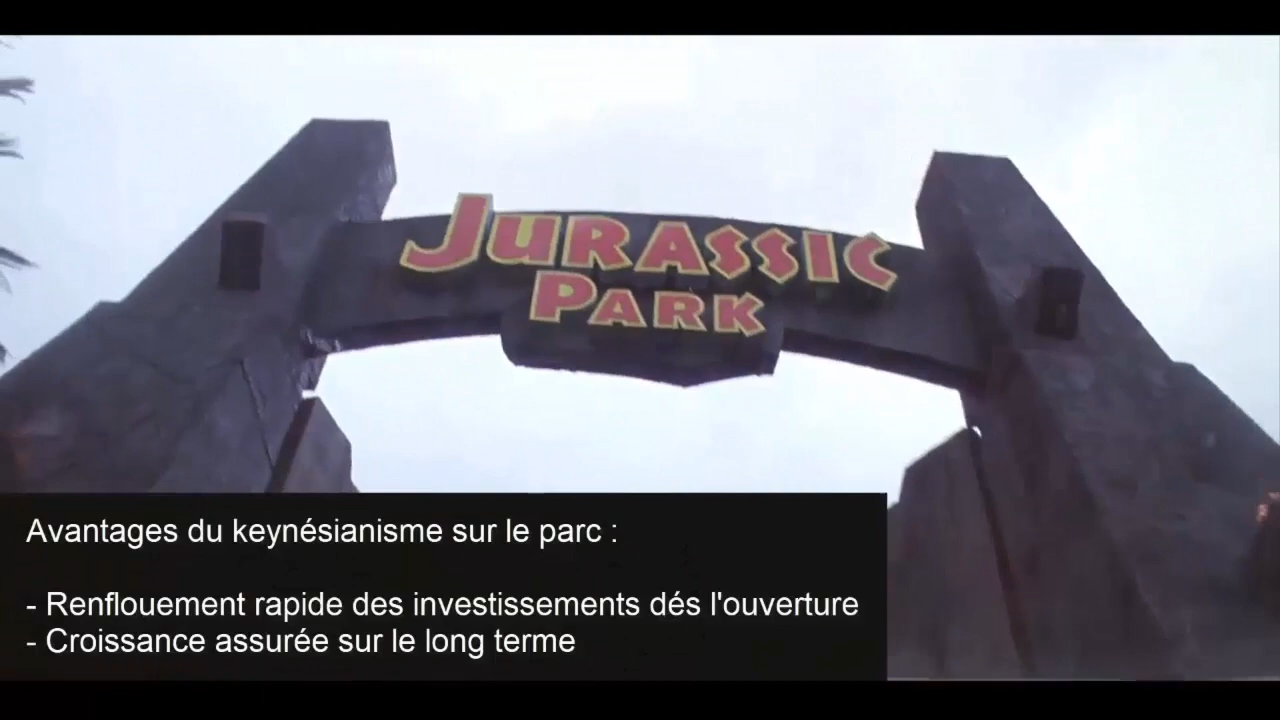 JURASSIC
PARK
Avantages du keynésianisme sur le parc :
- Renflouement rapide des investissements dés l'ouverture
- Croissance assurée sur le long terme